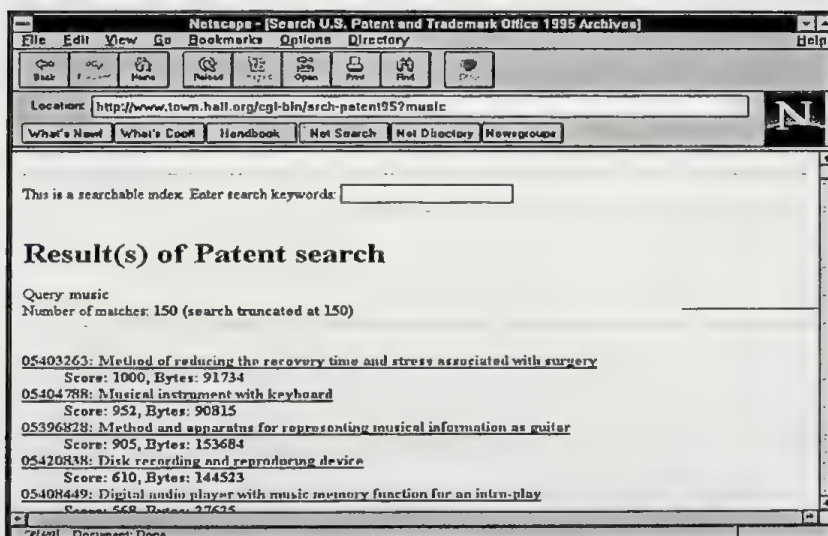 Netscape - [Search U.S. Patent and Trademark Office 1995 Archives]
File Edit View Go Bookmarks Options Directory Help
Back Home Reload Open Print Find
Location: http://www.town.hall.org/cgi-bin/srch-patent95?music
What's New! What's Cool! Handbook Net Search Net Directory Newsgroups
N
This is a searchable index. Enter search keywords:
Result(s) of Patent search
Query: music
Number of matches: 150 (search truncated at 150)
05403263: Method of reducing the recovery time and stress associated with surgery
Score: 1000, Bytes: 91734
05404788: Musical instrument with keyboard
Score: 952, Bytes: 90815
05396828: Method and apparatus for representing musical information as guitar
Score: 905, Bytes: 153684
05420838: Disk recording and reproducing device
Score: 610, Bytes: 144523
05408449: Digital audio player with music memory function for an intro-play
Score: 568, Bytes: 27625
Document: Done